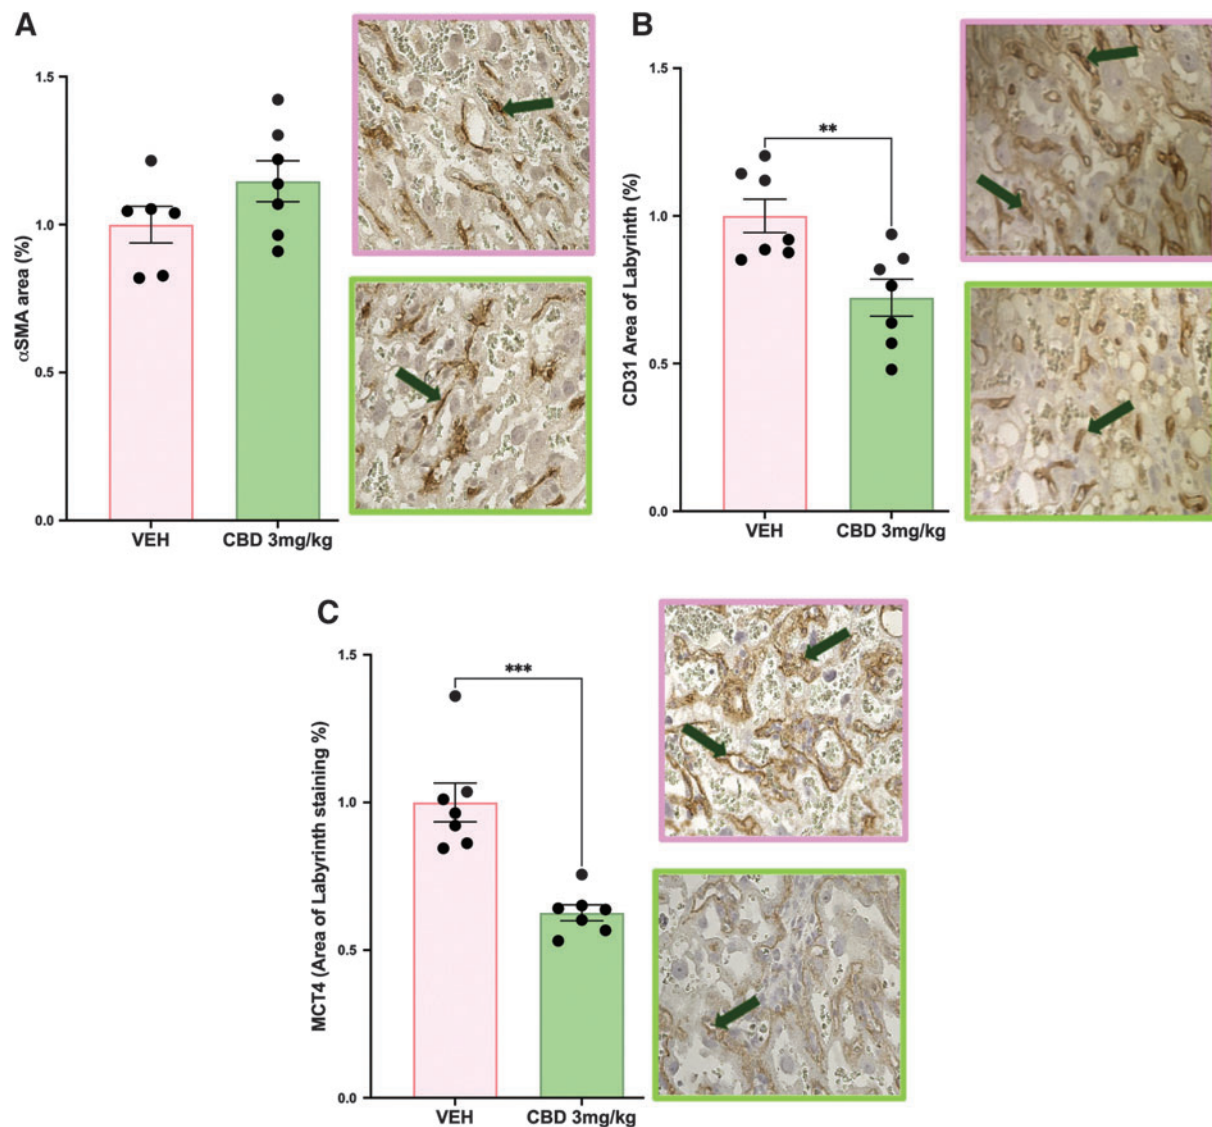 A
αSMA area (%)
1.5
1.0
0.5
0.0
VEH
CBD 3mg/kg
B
CD31 Area of Labyrinth (%)
1.5
1.0
0.5
0.0
**
VEH
CBD 3mg/kg
C
MCT4 (Area of Labyrinth staining %)
1.5
1.0
0.5
0.0
***
VEH
CBD 3mg/kg